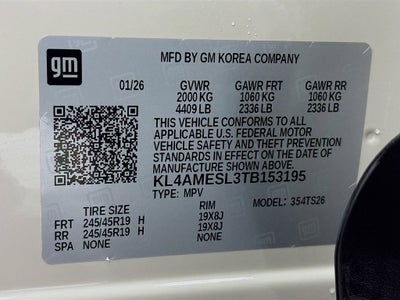 gm
MFD BY GM KOREA COMPANY
01/26 GVWR GAWR FRT GAWR RR
2000 KG 1060 KG 1060 KG
4409 LB 2336 LB 2336 LB
THIS VEHICLE CONFORMS TO ALL
APPLICABLE U.S. FEDERAL MOTOR
VEHICLE SAFETY AND THEFT PREVENTION
STANDARDS IN EFFECT ON THE DATE OF
MANUFACTURE SHOWN ABOVE.
KL4AMESL3TB153195
TYPE: MPV
TIRE SIZE RIM MODEL: 354TS26
FRT 245/45R19 H 19X8J
RR 245/45R19 H 19X8J
SPA NONE NONE